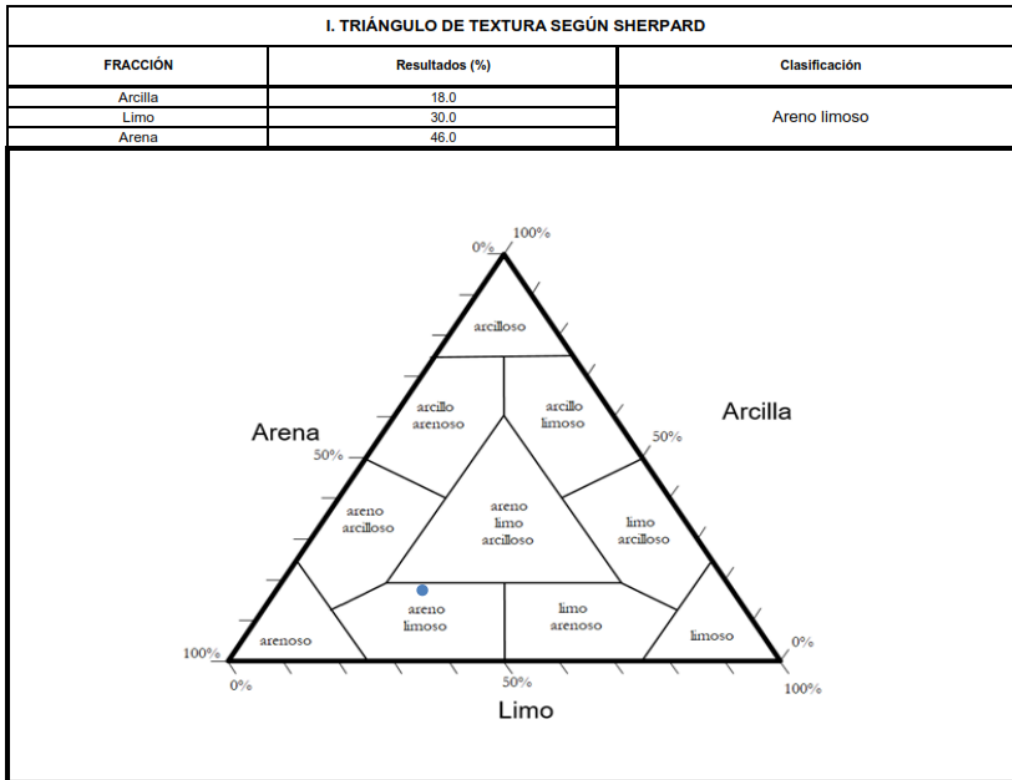 I. TRIÁNGULO DE TEXTURA SEGÚN SHERPARD
FRACCIÓN Resultados (%) Clasificación
Arcilla 18.0
Limo 30.0
Arena 46.0
Areno limoso
100%
0%
arcilloso
arcillo
arenoso
arcillo
limoso
Arcilla
Arena
50%
50%
areno
arcilloso
areno
limo
arcilloso
limo
arcilloso
areno
limoso
limo
arenoso
arenoso
limoso
100%
0%
0%
50%
100%
Limo